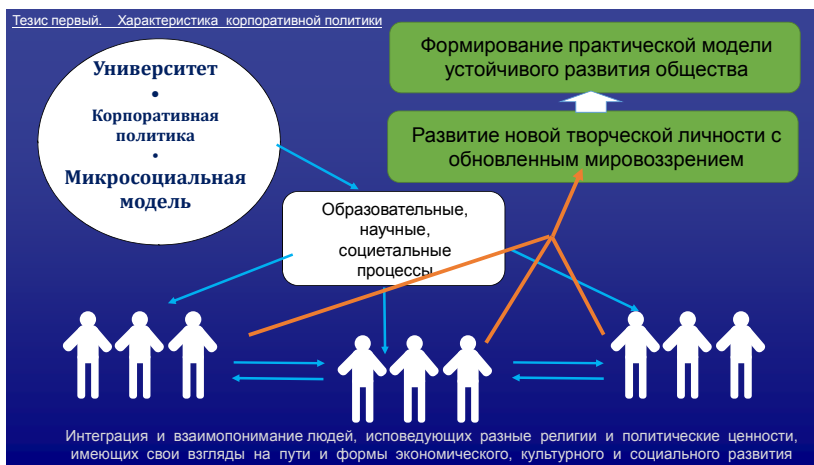 Тезис первый. Характеристика корпоративной политики
Университет
•
Корпоративная
политика
•
Микросоциальная
модель
Формирование практической модели
устойчивого развития общества
Развитие новой творческой личности с
обновленным мировоззрением
Образовательные,
научные,
социетальные
процессы
Интеграция и взаимопонимание людей, исповедующих разные религии и политические ценности,
имеющих свои взгляды на пути и формы экономического, культурного и социального развития